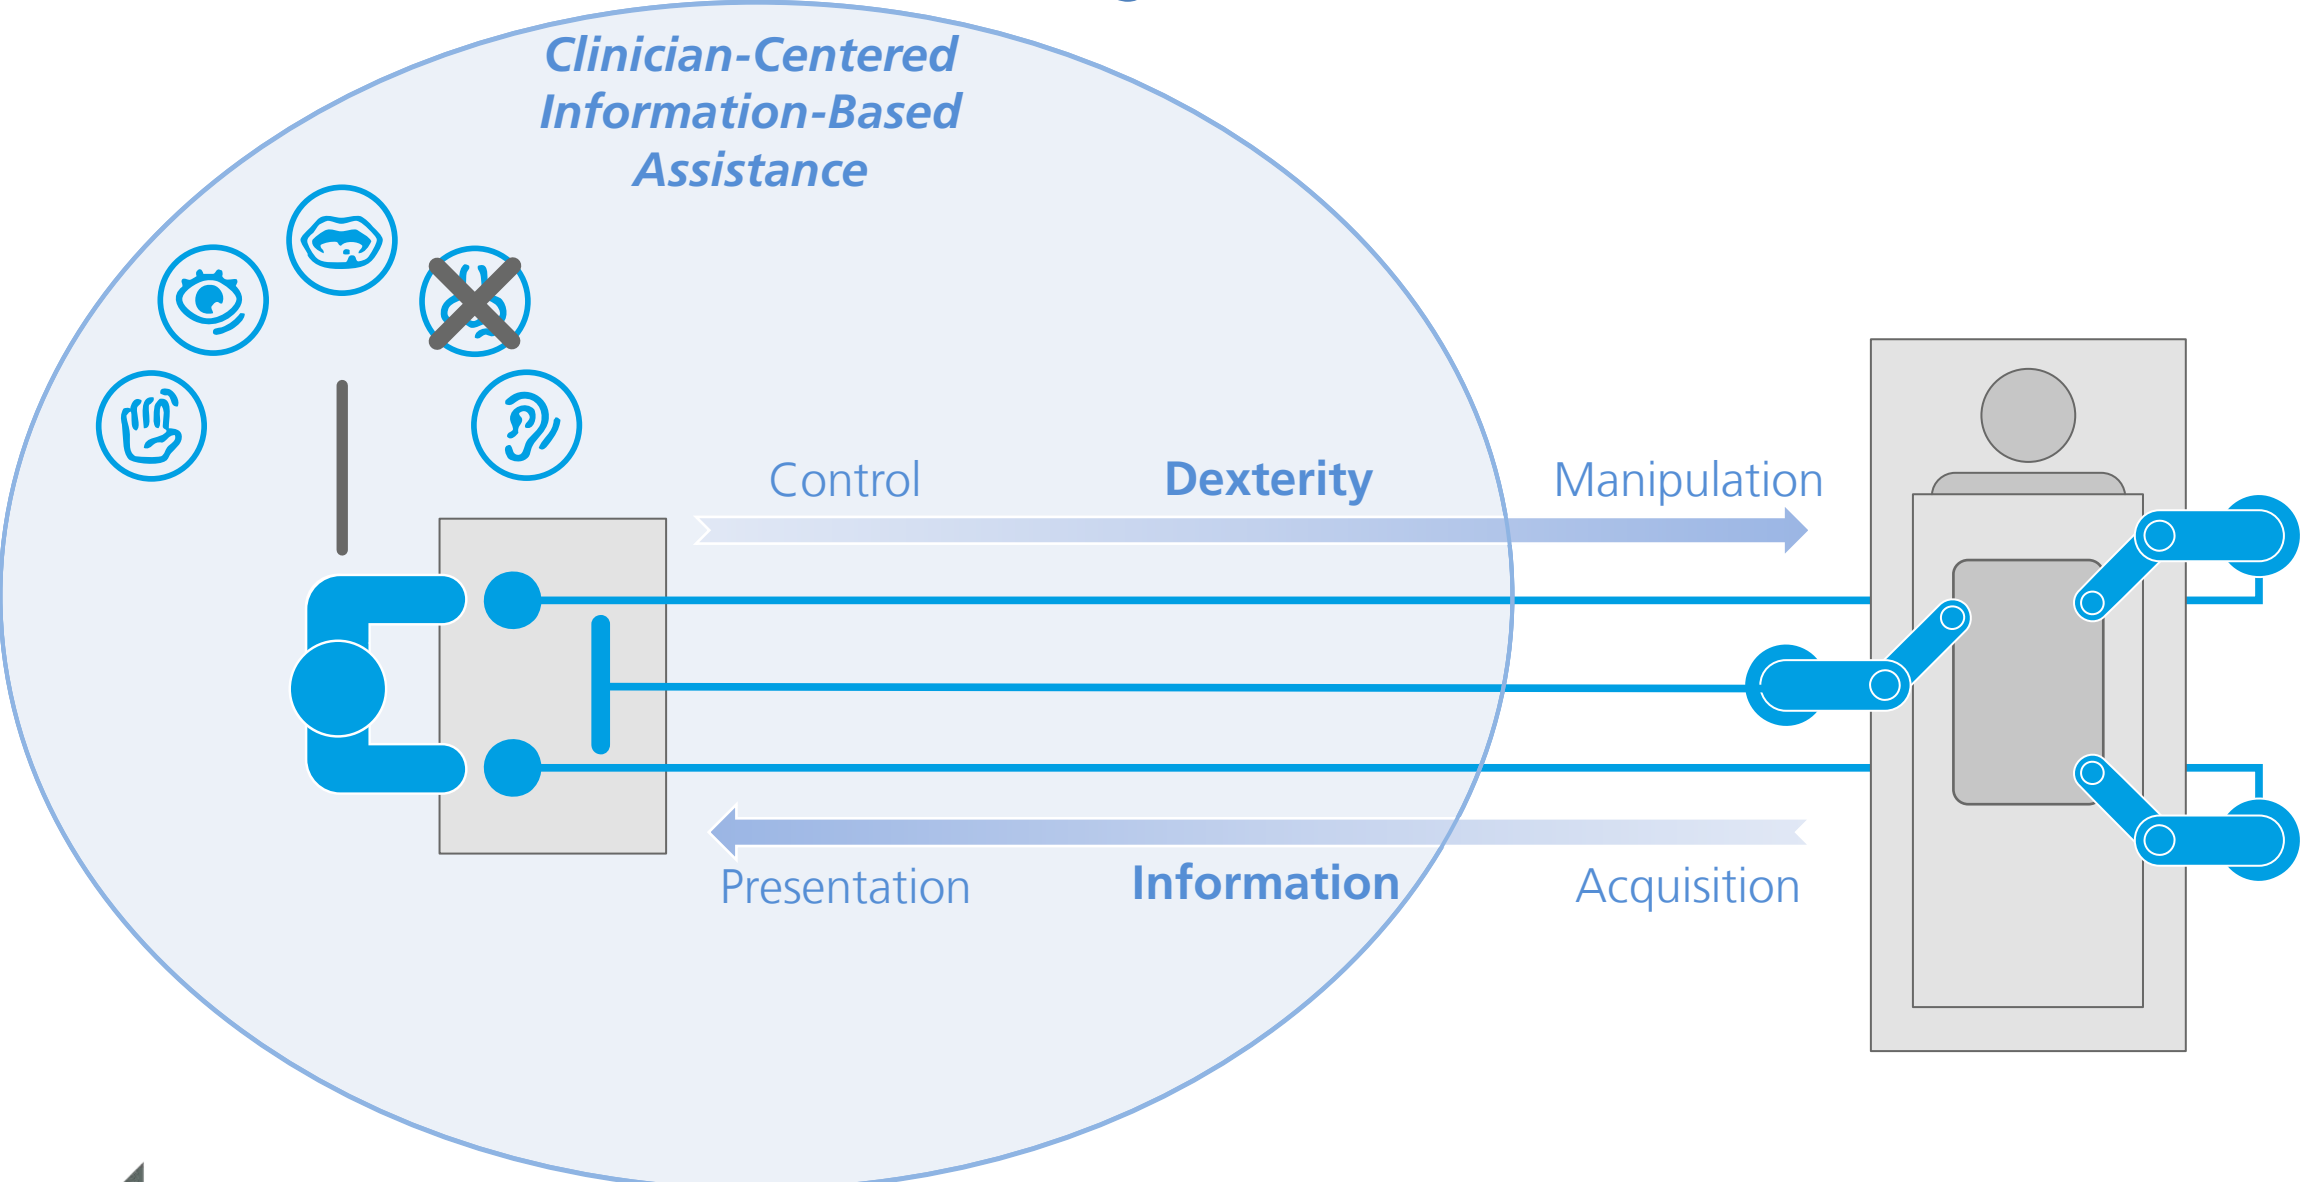 Clinician-Centered
Information-Based
Assistance
Control Dexterity Manipulation
Presentation Information Acquisition